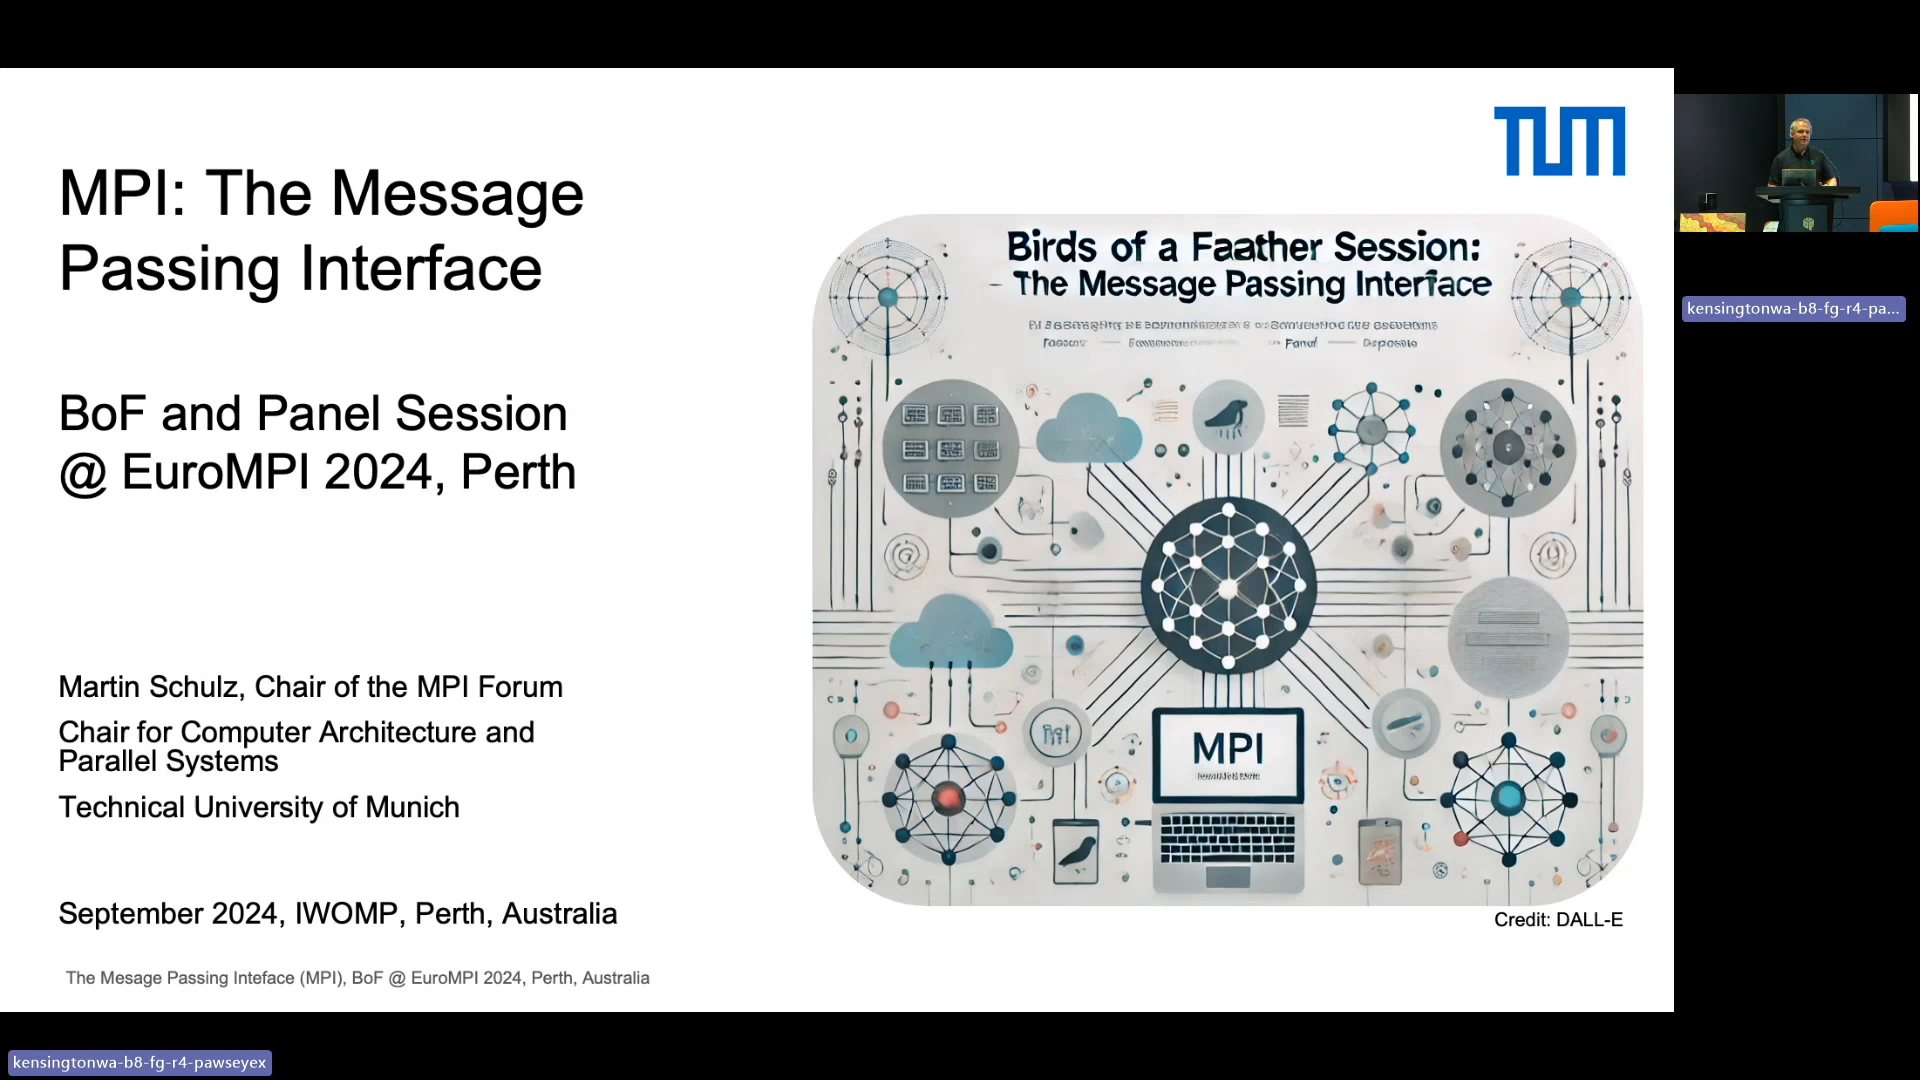 TUM
MPI: The Message
Passing Interface
BoF and Panel Session
@ EuroMPI 2024, Perth
Martin Schulz, Chair of the MPI Forum
Chair for Computer Architecture and
Parallel Systems
Technical University of Munich
September 2024, IWOMP, Perth, Australia
The Mesage Passing Inteface (MPI), BoF @ EuroMPI 2024, Perth, Australia
Birds of a Faather Session:
The Message Passing Interface
MPI
Credit: DALL-E
kensingtonwa-b8-fg-r4-pa...
kensingtonwa-b8-fg-r4-pawseyex